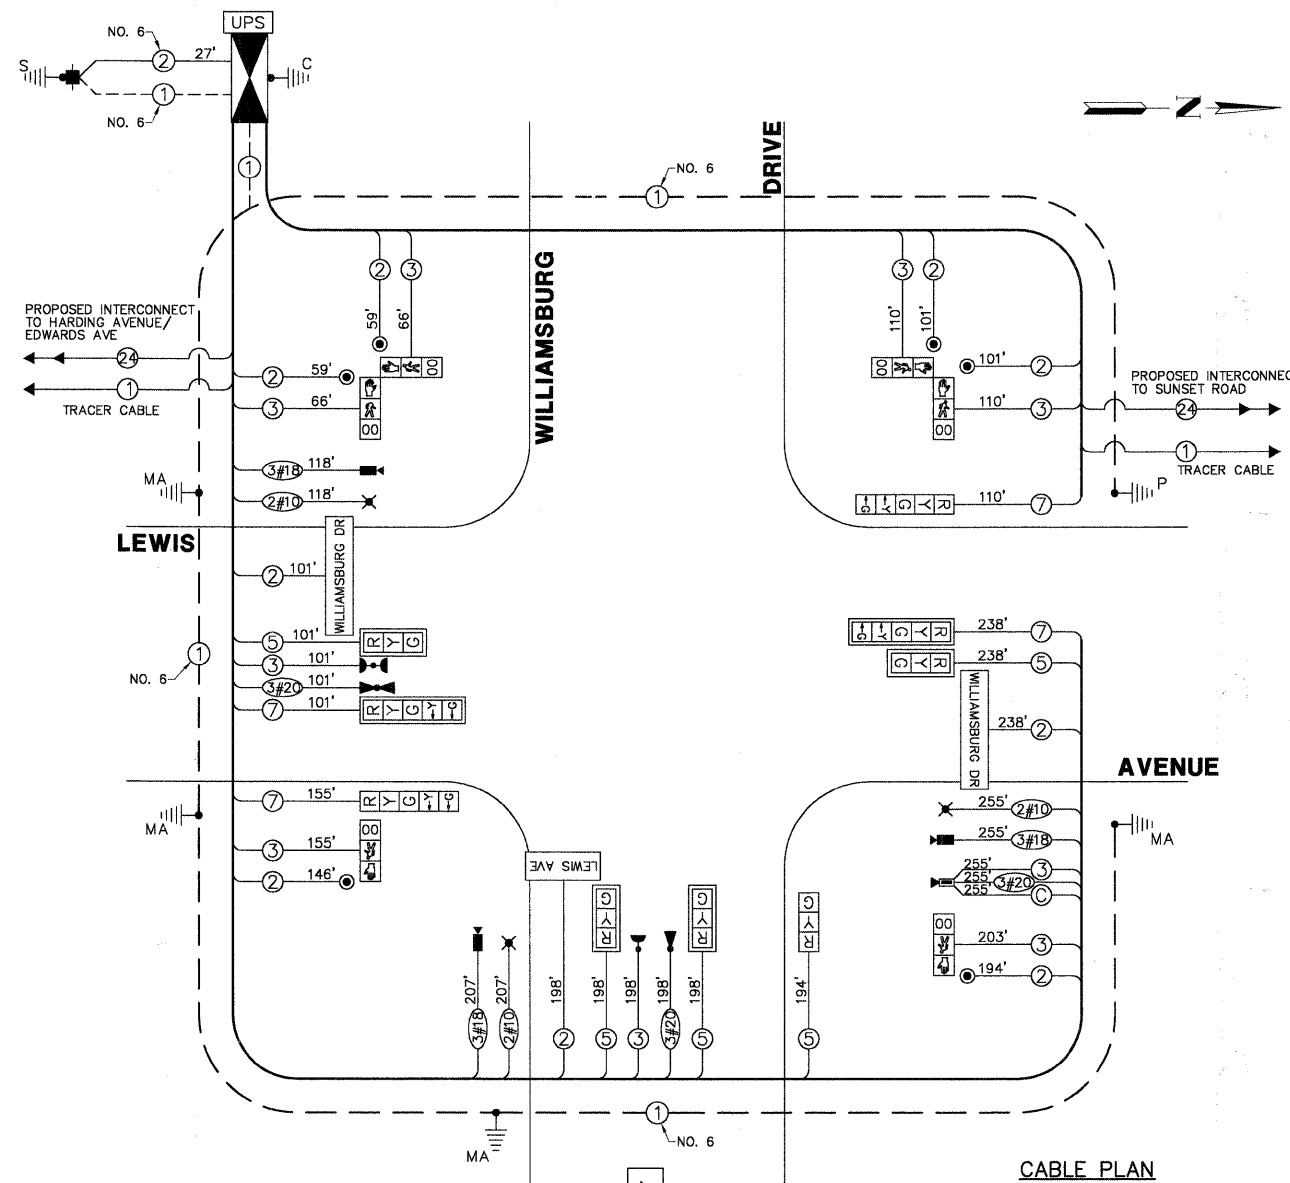 NO. 6
UPS
S
2
27'
C
1
NO. 6
1
NO. 6
1
DRIVE
WILLIAMSBURG
2
3
59'
66'
3
2
110'
101'
PROPOSED INTERCONNECT
TO HARDING AVENUE/
EDWARDS AVE
24
1
TRACER CABLE
2 59'
3 66'
00
00
00
00
101' 2
110' 3
PROPOSED INTERCONNEC
TO SUNSET ROAD
24
1
TRACER CABLE
3#18 118'
2#10 118'
MA
P
G Y G Y R 110' 7
LEWIS
WILLIAMSBURG DR
2 101'
5 101' R Y G
3 101'
3#20 101'
7 101' R Y G Y G
1
NO. 6
G Y G Y R 238' 7
G Y R 238' 5
WILLIAMSBURG DR
238' 2
AVENUE
7 155' R Y G Y G
MA
3 155'
00
2 146'
255' 2#10
255' 3#18
255' 3
255' 3#20
255' C
MA
00
203' 3
194' 2
LEWIS AVE
G Y R
G Y R
G Y R
207'
207'
198'
198'
198'
198'
198'
194'
3#18
2#10
2
5
3
3#20
5
5
1
NO. 6
MA
CABLE PLAN